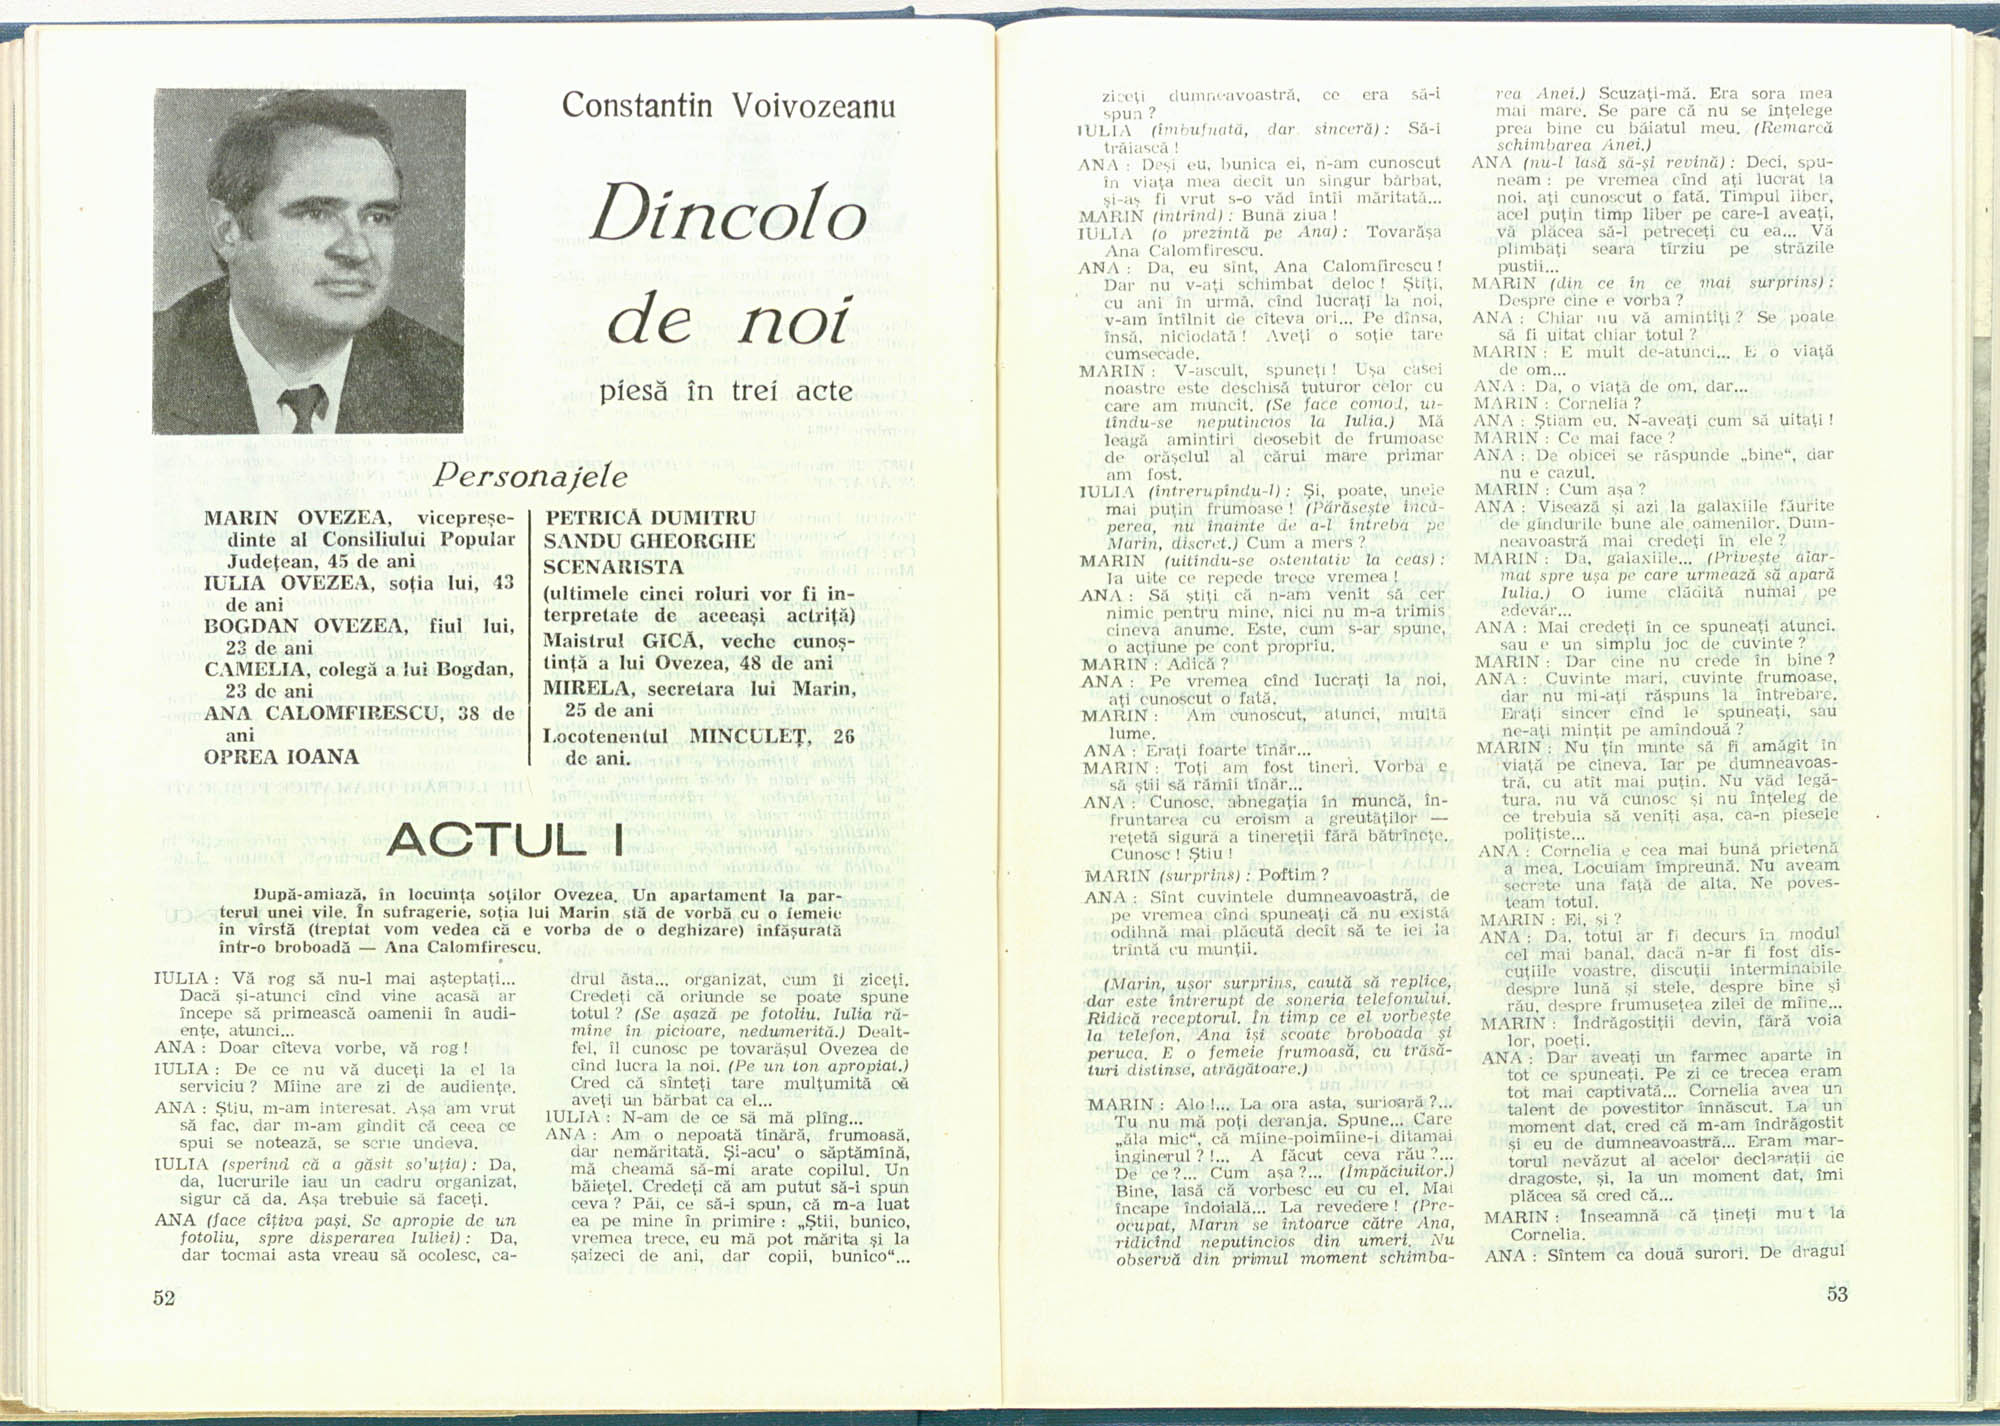 Constantin Voivozeanu
Dincolo
de noi
piesă în trei acte
Personajele
MARIN OVEZEA, vicepreșe-
dinte al Consiliului Popular
Județean, 45 de ani
IULIA OVEZEA, soția lui, 43
de ani
BOGDAN OVEZEA, fiul lui,
23 de ani
CAMELIA, colegă a lui Bogdan,
23 de ani
ANA CALOMFIRESCU, 38 de
ani
OPREA IOANA
PETRICĂ DUMITRU
SANDU GHEORGHE
SCENARISTA
(ultimele cinci roluri vor fi in-
terpretate de aceeași actriță)
Maistrul GICĂ, veche cunoș-
tință a lui Ovezea, 48 de ani
MIRELA, secretara lui Marin,
25 de ani
Locotenentul MINCULEȚ, 26
de ani.
ACTUL I
După-amiază, în locuința soților Ovezea. Un apartament la par-
terul unei vile. În sufragerie, soția lui Marin stă de vorbă cu o femeie
în vîrstă (treptat vom vedea că e vorba de o deghizare) înfășurată
într-o broboadă — Ana Calomfirescu.
IULIA : Vă rog să nu-l mai așteptați...
Dacă și-atunci cînd vine acasă ar
începe să primească oamenii în audi-
ențe, atunci...
ANA : Doar cîteva vorbe, vă rog !
IULIA : De ce nu vă duceți la el la
serviciu ? Mîine are zi de audiențe.
ANA : Știu, m-am interesat. Așa am vrut
să fac, dar m-am gîndit că ceea ce
spui se notează, se scrie undeva.
IULIA (sperînd că a găsit so'uția) : Da,
da, lucrurile iau un cadru organizat,
sigur că da. Așa trebuie să faceți.
ANA (face cîțiva pași. Se apropie de un
fotoliu, spre disperarea Iuliei) : Da,
dar tocmai asta vreau să ocolesc, ca-
drul ăsta... organizat, cum îi ziceți.
Credeți că oriunde se poate spune
totul ? (Se așază pe fotoliu. Iulia ră-
mîne în picioare, nedumerită.) Dealt-
fel, îl cunosc pe tovarășul Ovezea de
cînd lucra la noi. (Pe un ton apropiat.)
Cred că sînteți tare mulțumită că
aveți un bărbat ca el...
IULIA : N-am de ce să mă plîng...
ANA : Am o nepoată tînără, frumoasă,
dar nemăritată. Și-acu' o săptămînă,
mă cheamă să-mi arate copilul. Un
băiețel. Credeți că am putut să-i spun
ceva ? Păi, ce să-i spun, că m-a luat
ea pe mine în primire : „Știi, bunico,
vremea trece, eu mă pot mărita și la
șaizeci de ani, dar copii, bunico“...
52
ziceți dumneavoastră, ce era să-i
spun ?
IULIA (îmbufnată, dar sinceră) : Să-i
trăiască !
ANA : Deși eu, bunica ei, n-am cunoscut
în viața mea decît un singur bărbat,
și-aș fi vrut s-o văd întîi măritată...
MARIN (intrînd) : Bună ziua !
IULIA (o prezintă pe Ana) : Tovarășa
Ana Calomfirescu.
ANA : Da, eu sînt, Ana Calomfirescu !
Dar nu v-ați schimbat deloc ! Știți,
cu ani în urmă, cînd lucrați la noi,
v-am întîlnit de cîteva ori... Pe dînsa,
însă, niciodată ! Aveți o soție tare
cumsecade.
MARIN : V-ascult, spuneți ! Ușa casei
noastre este deschisă tuturor celor cu
care am muncit. (Se face comod, ui-
tîndu-se neputincios la Iulia.) Mă
leagă amintiri deosebit de frumoase
de orășelul al cărui mare primar
am fost.
IULIA (întrerupîndu-l) : Și, poate, unele
mai puțin frumoase ! (Părăsește încă-
perea, nu înainte de a-l întreba pe
Marin, discret.) Cum a mers ?
MARIN (uitîndu-se ostentativ la ceas) :
Ia uite ce repede trece vremea !
ANA : Să știți că n-am venit să cer
nimic pentru mine, nici nu m-a trimis
cineva anume. Este, cum s-ar spune,
o acțiune pe cont propriu.
MARIN : Adică ?
ANA : Pe vremea cînd lucrați la noi,
ați cunoscut o fată.
MARIN : Am cunoscut, atunci, multă
lume.
ANA : Erați foarte tînăr...
MARIN : Toți am fost tineri. Vorba e
să știi să rămîi tînăr...
ANA : Cunosc, abnegația în muncă, în-
fruntarea cu eroism a greutăților —
rețetă sigură a tinereții fără bătrînețe.
Cunosc ! Știu !
MARIN (surprins) : Poftim ?
ANA : Sînt cuvintele dumneavoastră, de
pe vremea cînd spuneați că nu există
odihnă mai plăcută decît să te iei la
trîntă cu munții.
(Marin, ușor surprins, caută să replice,
dar este întrerupt de soneria telefonului.
Ridică receptorul. În timp ce el vorbește
la telefon, Ana își scoate broboada și
peruca. E o femeie frumoasă, cu trăsă-
turi distinse, atrăgătoare.)
MARIN : Alo !... La ora asta, surioară ?...
Tu nu mă poți deranja. Spune... Care
„ăla mic“, că mîine-poimîine-i ditamai
inginerul ? !... A făcut ceva rău ?...
De ce ?... Cum așa ?... (Împăciuitor.)
Bine, lasă că vorbesc eu cu el. Mai
încape îndoială... La revedere ! (Pre-
ocupat, Marin se întoarce către Ana,
ridicînd neputincios din umeri. Nu
observă din primul moment schimba-
rea Anei.) Scuzați-mă. Era sora mea
mai mare. Se pare că nu se înțelege
prea bine cu băiatul meu. (Remarcă
schimbarea Anei.)
ANA (nu-l lasă să-și revină) : Deci, spu-
neam : pe vremea cînd ați lucrat la
noi, ați cunoscut o fată. Timpul liber,
acel puțin timp liber pe care-l aveați,
vă plăcea să-l petreceți cu ea... Vă
plimbați seara tîrziu pe străzile
pustii...
MARIN (din ce în ce mai surprins) :
Despre cine e vorba ?
ANA : Chiar nu vă amintiți ? Se poate
să fi uitat chiar totul ?
MARIN : E mult de-atunci... E o viață
de om...
ANA : Da, o viață de om, dar...
MARIN : Cornelia ?
ANA : Știam eu. N-aveați cum să uitați !
MARIN : Ce mai face ?
ANA : De obicei se răspunde „bine“, dar
nu e cazul.
MARIN : Cum așa ?
ANA : Visează și azi la galaxiile făurite
de gîndurile bune ale oamenilor. Dum-
neavoastră mai credeți în ele ?
MARIN : Da, galaxiile... (Privește alar-
mat spre ușa pe care urmează să apară
Iulia.) O lume clădită numai pe
adevăr...
ANA : Mai credeți în ce spuneați atunci,
sau e un simplu joc de cuvinte ?
MARIN : Dar cine nu crede în bine ?
ANA : Cuvinte mari, cuvinte frumoase,
dar nu mi-ați răspuns la întrebare.
Erați sincer cînd le spuneați, sau
ne-ați mințit pe amîndouă ?
MARIN : Nu țin minte să fi amăgit în
viață pe cineva. Iar pe dumneavoas-
tră, cu atît mai puțin. Nu văd legă-
tura, nu vă cunosc și nu înțeleg de
ce trebuia să veniți așa, ca-n piesele
polițiste...
ANA : Cornelia e cea mai bună prietenă
a mea. Locuiam împreună. Nu aveam
secrete una față de alta. Ne poves-
team totul.
MARIN : Ei, și ?
ANA : Da, totul ar fi decurs în modul
cel mai banal, dacă n-ar fi fost dis-
cuțiile voastre, discuții interminabile
despre lună și stele, despre bine și
rău, despre frumusețea zilei de mîine...
MARIN : Îndrăgostiții devin, fără voia
lor, poeți.
ANA : Dar aveați un farmec aparte în
tot ce spuneați. Pe zi ce trecea eram
tot mai captivată... Cornelia avea un
talent de povestitor înnăscut. La un
moment dat, cred că m-am îndrăgostit
și eu de dumneavoastră... Eram mar-
torul nevăzut al acelor declarații de
dragoste, și, la un moment dat, îmi
plăcea să cred că...
MARIN : Înseamnă că țineți mu t la
Cornelia.
ANA : Sîntem ca două surori. De dragul
53